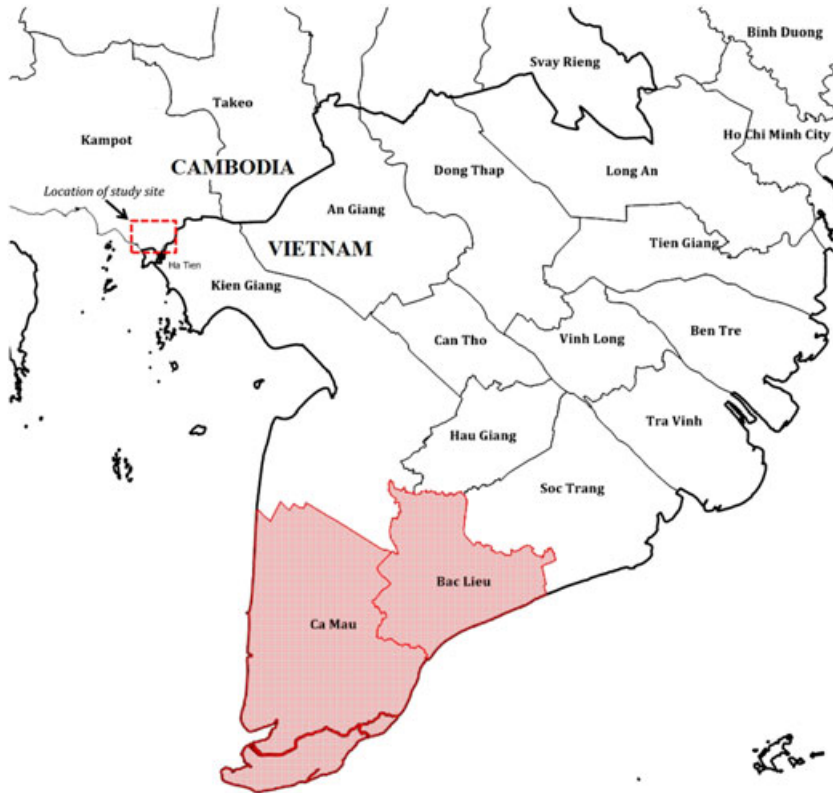 Binh Duong
Svay Rieng
Takeo
Ho Chi Minh City
Kampot
CAMBODIA
Dong Thap
Long An
Location of study site
An Giang
VIETNAM
Tien Giang
Ha Tien
Kien Giang
Can Tho
Vinh Long
Ben Tre
Hau Giang
Tra Vinh
Soc Trang
Bac Lieu
Ca Mau